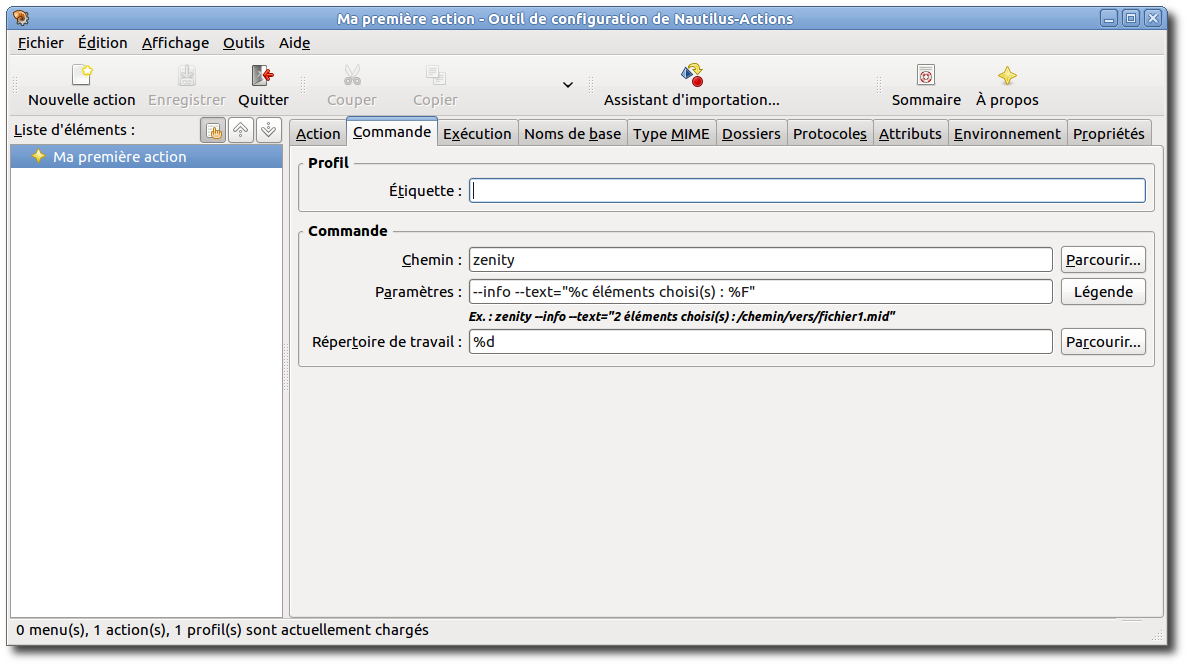 Ma première action - Outil de configuration de Nautilus-Actions
Fichier Édition Affichage Outils Aide
Nouvelle action Enregistrer Quitter Couper Copier Assistant d'importation... Sommaire À propos
Liste d'éléments :
Action Commande Exécution Noms de base Type MIME Dossiers Protocoles Attributs Environnement Propriétés
Ma première action
Profil
Étiquette :
Commande
Chemin : zenity Parcourir...
Paramètres : --info --text="%c éléments choisi(s) : %F" Légende
Ex. : zenity --info --text="2 éléments choisi(s) : /chemin/vers/fichier1.mid"
Répertoire de travail : %d Parcourir...
0 menu(s), 1 action(s), 1 profil(s) sont actuellement chargés